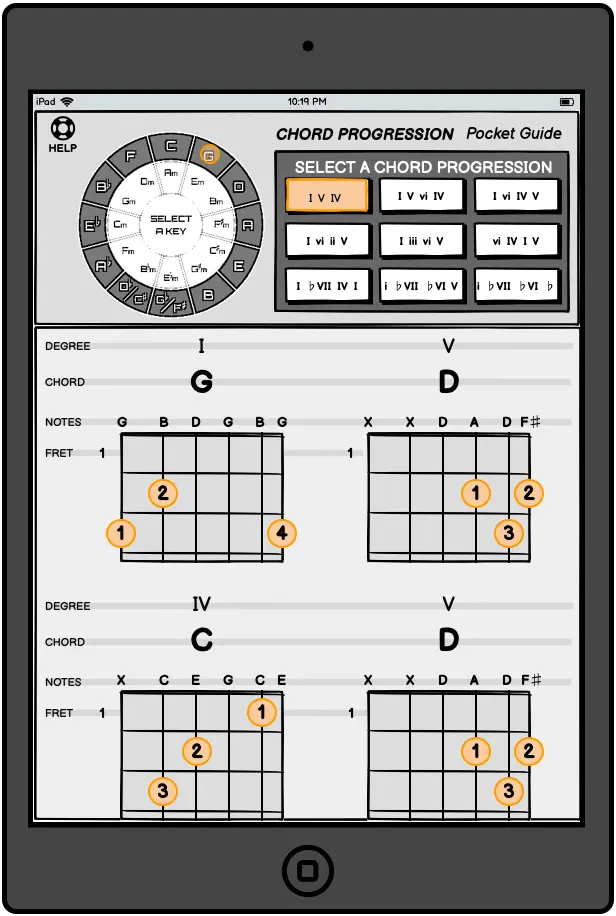 iPad 10:19 PM
HELP
CHORD PROGRESSION Pocket Guide
SELECT A CHORD PROGRESSION
I V IV
I V vi IV
I vi IV V
I vi ii V
I iii vi V
vi IV I V
I ♭VII IV I
i ♭VII ♭VI V
i ♭VII ♭VI ♭
C
G
D
A
E
B
G♭/F♯
D♭/C♯
A♭
E♭
B♭
F
Am
Em
Bm
F♯m
C♯m
G♯m
E♭m
B♭m
Fm
Cm
Gm
Dm
SELECT
A KEY
DEGREE I V
CHORD G D
NOTES G B D G B G X X D A D F♯
FRET 1 1
2 1 2
1 4 3
DEGREE IV V
CHORD C D
NOTES X C E G C E X X D A D F♯
FRET 1 1 1
2 1 2
3 3